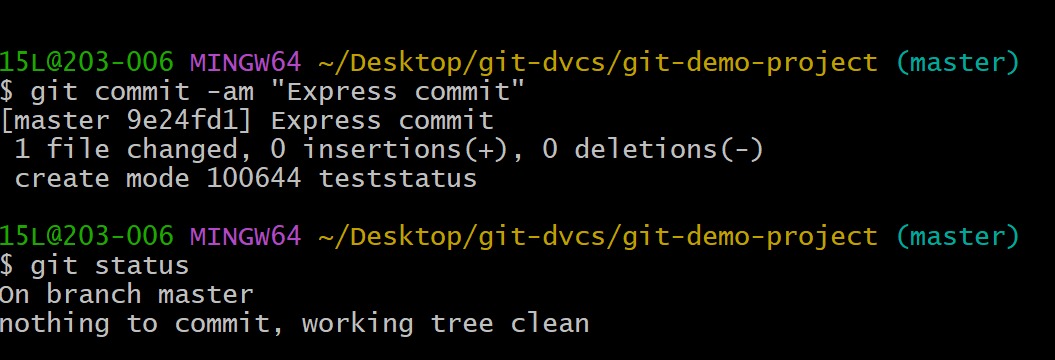 15L@203-006 MINGW64 ~/Desktop/git-dvcs/git-demo-project (master)
$ git commit -am "Express commit"
[master 9e24fd1] Express commit
 1 file changed, 0 insertions(+), 0 deletions(-)
 create mode 100644 teststatus
15L@203-006 MINGW64 ~/Desktop/git-dvcs/git-demo-project (master)
$ git status
On branch master
nothing to commit, working tree clean